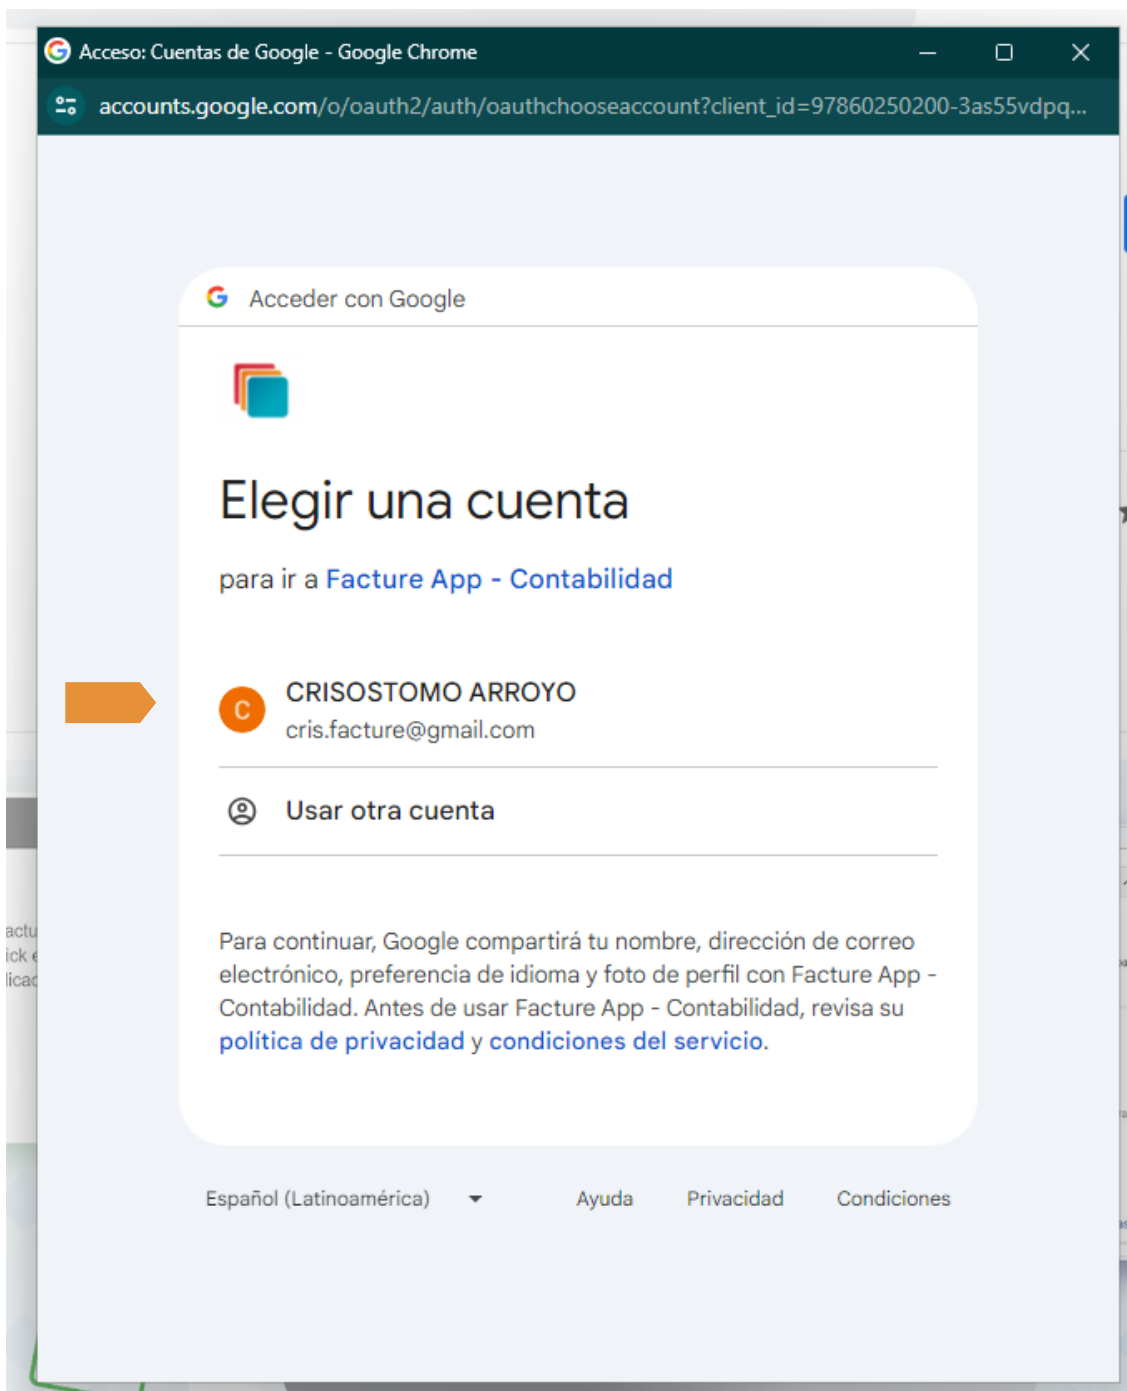 Acceso: Cuentas de Google - Google Chrome
accounts.google.com/o/oauth2/auth/oauthchooseaccount?client_id=97860250200-3as55vdpq...
Acceder con Google
Elegir una cuenta
para ir a Facture App - Contabilidad
C
CRISOSTOMO ARROYO
cris.facture@gmail.com
Usar otra cuenta
Para continuar, Google compartirá tu nombre, dirección de correo
electrónico, preferencia de idioma y foto de perfil con Facture App -
Contabilidad. Antes de usar Facture App - Contabilidad, revisa su
política de privacidad y condiciones del servicio.
Español (Latinoamérica)
Ayuda
Privacidad
Condiciones